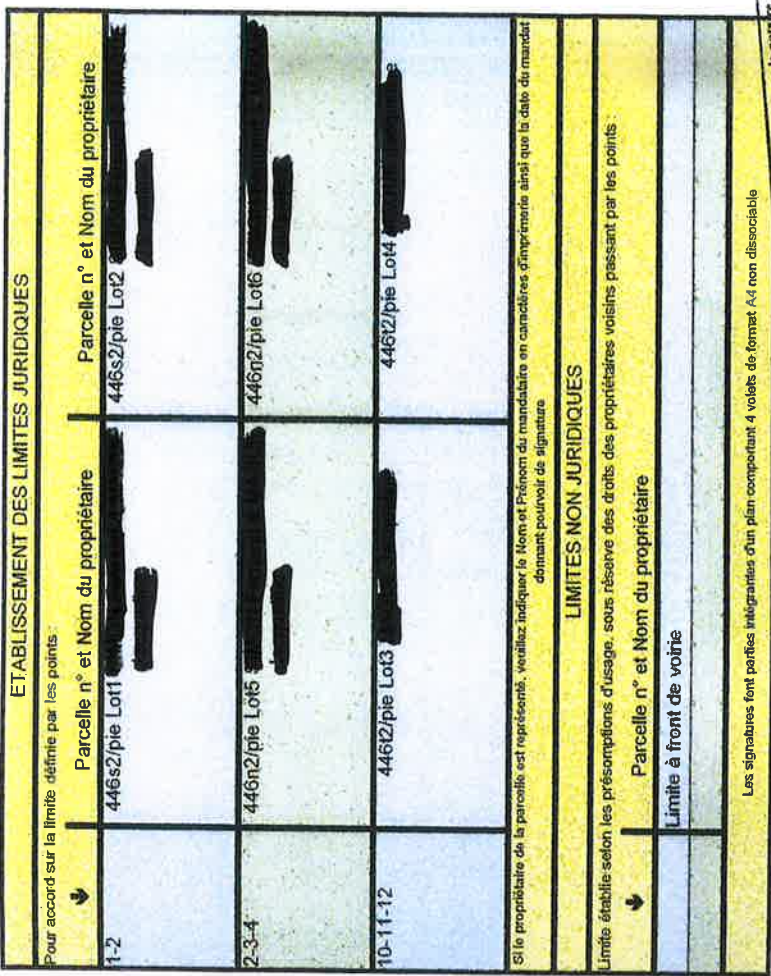 ETABLISSEMENT DES LIMITES JURIDIQUES
Pour accord sur la limite définie par les points :
Parcelle n° et Nom du propriétaire
Parcelle n° et Nom du propriétaire
1-2
446s2/pie Lot1
446s2/pie Lot2
2-3-4
446n2/pie Lot5
446n2/pie Lot6
10-11-12
446t2/pie Lot3
446t2/pie Lot4
Si le propriétaire de la parcelle est représenté, veuillez indiquer le Nom et Prénom du mandataire en caractères d'imprimerie ainsi que la date du mandat
donnant pouvoir de signature
LIMITES NON JURIDIQUES
Limite établie selon les présomptions d'usage, sous réserve des droits des propriétaires voisins passant par les points :
Parcelle n° et Nom du propriétaire
Limite à front de voirie
Les signatures font parties intégrantes d'un plan comportant 4 volets de format A4 non dissociable